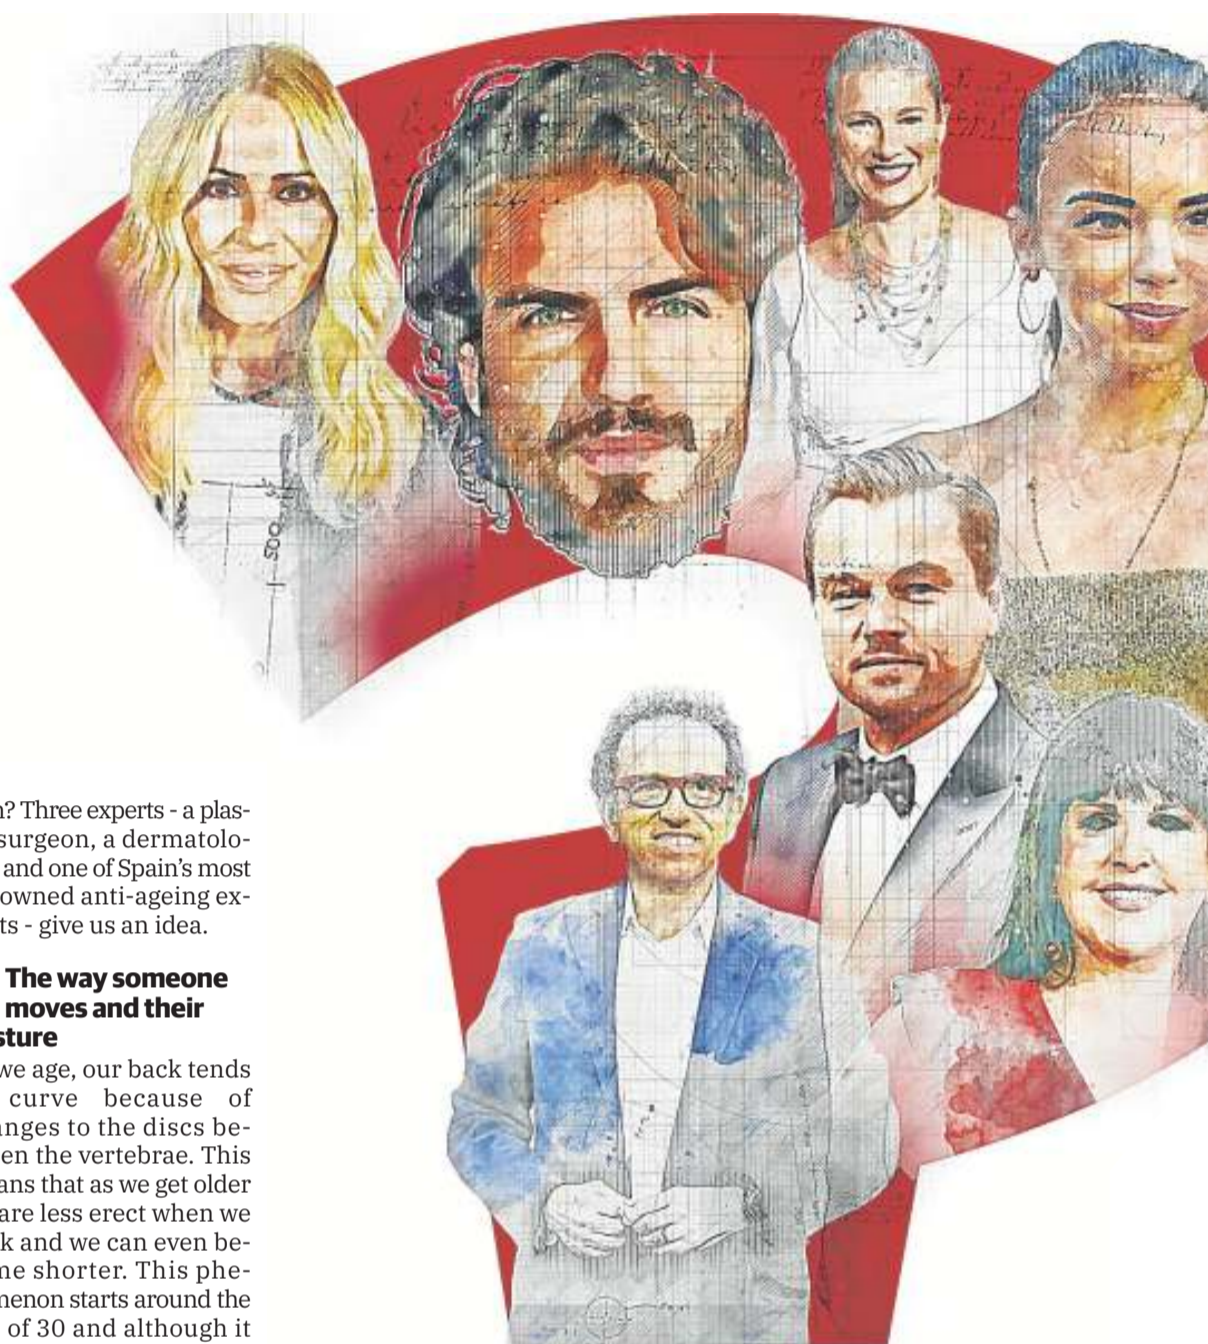 n? Three experts - a plas-
surgeon, a dermatolo-
and one of Spain's most
owned anti-ageing ex-
ts - give us an idea.
The way someone
moves and their
sture
we age, our back tends
curve because of
anges to the discs be-
en the vertebrae. This
ans that as we get older
are less erect when we
k and we can even be-
me shorter. This phe-
menon starts around the
of 30 and although it
500